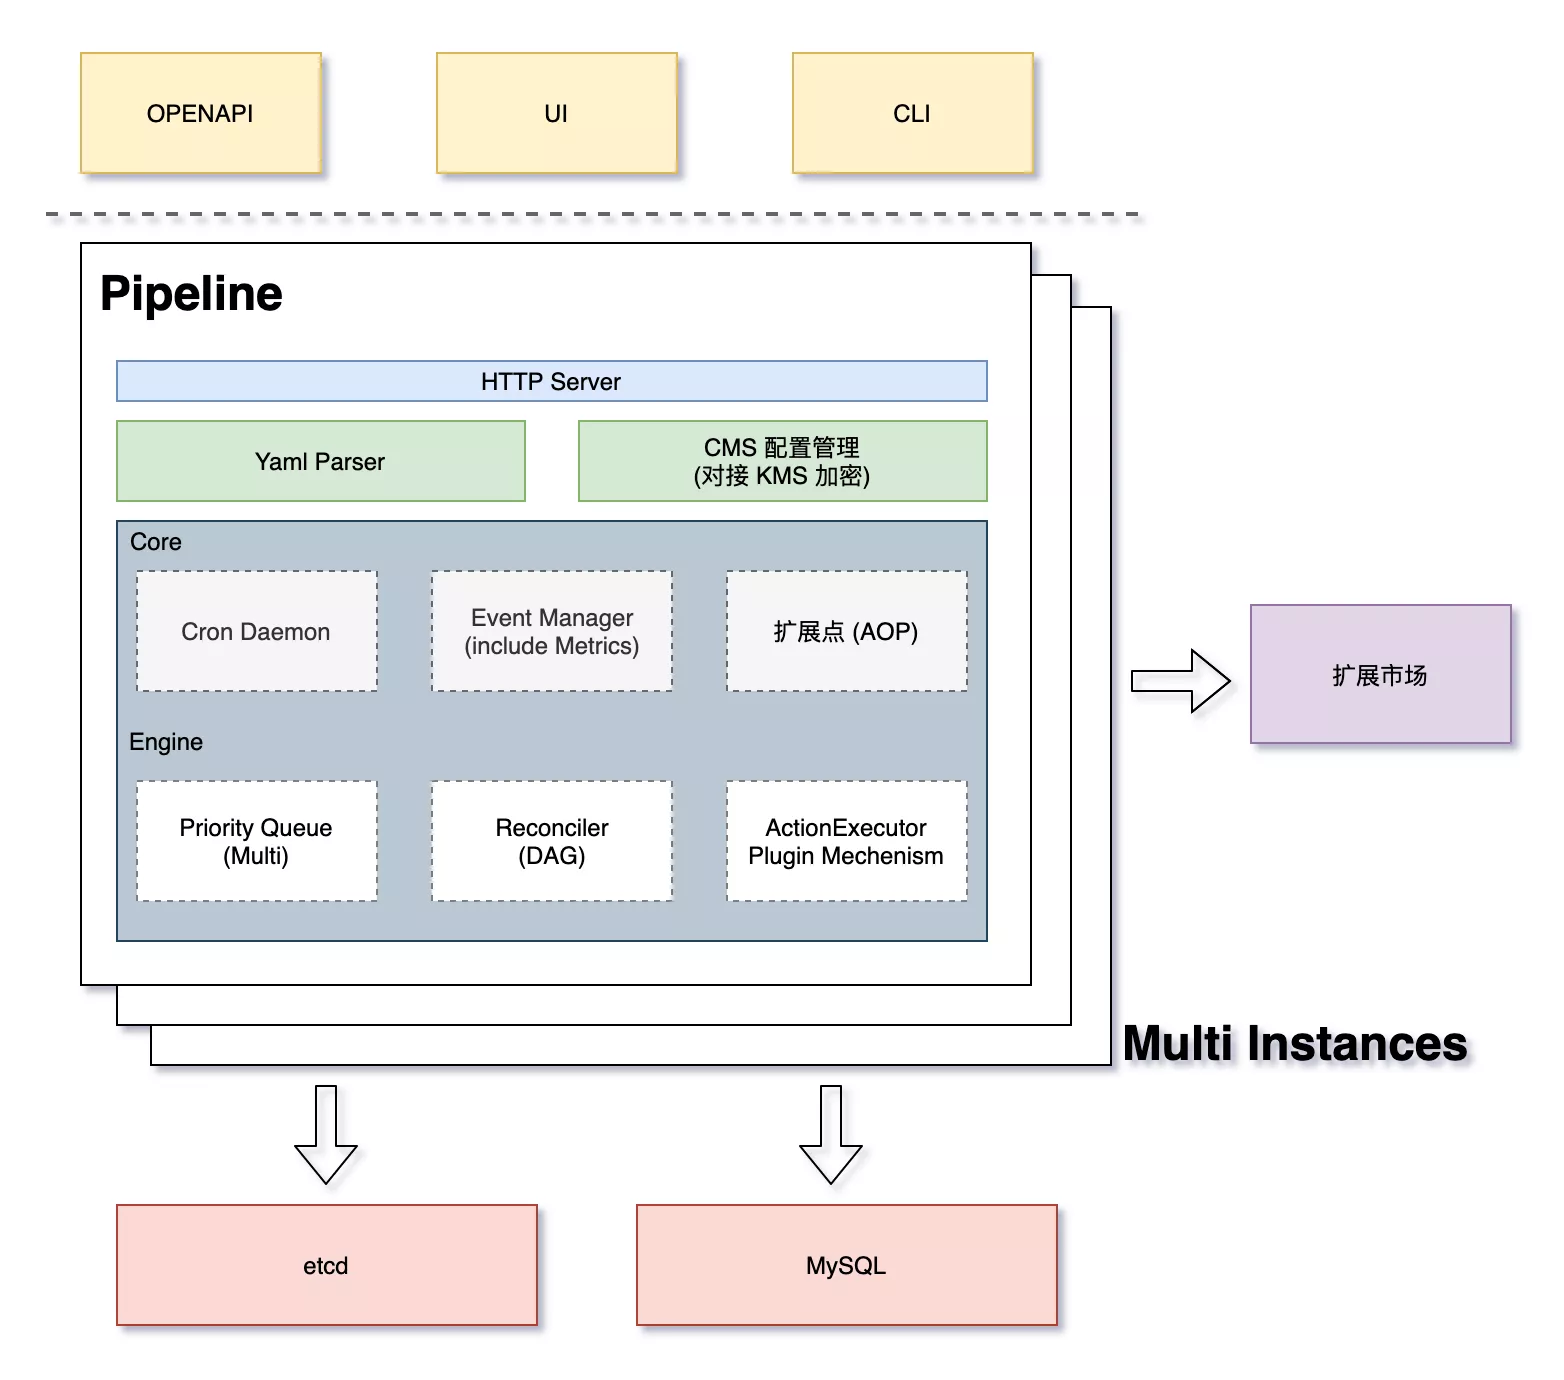 OPENAPI
UI
CLI
Pipeline
HTTP Server
Yaml Parser
CMS 配置管理
(对接 KMS 加密)
Core
Cron Daemon
Event Manager
(include Metrics)
扩展点 (AOP)
扩展市场
Engine
Priority Queue
(Multi)
Reconciler
(DAG)
ActionExecutor
Plugin Mechenism
Multi Instances
etcd
MySQL